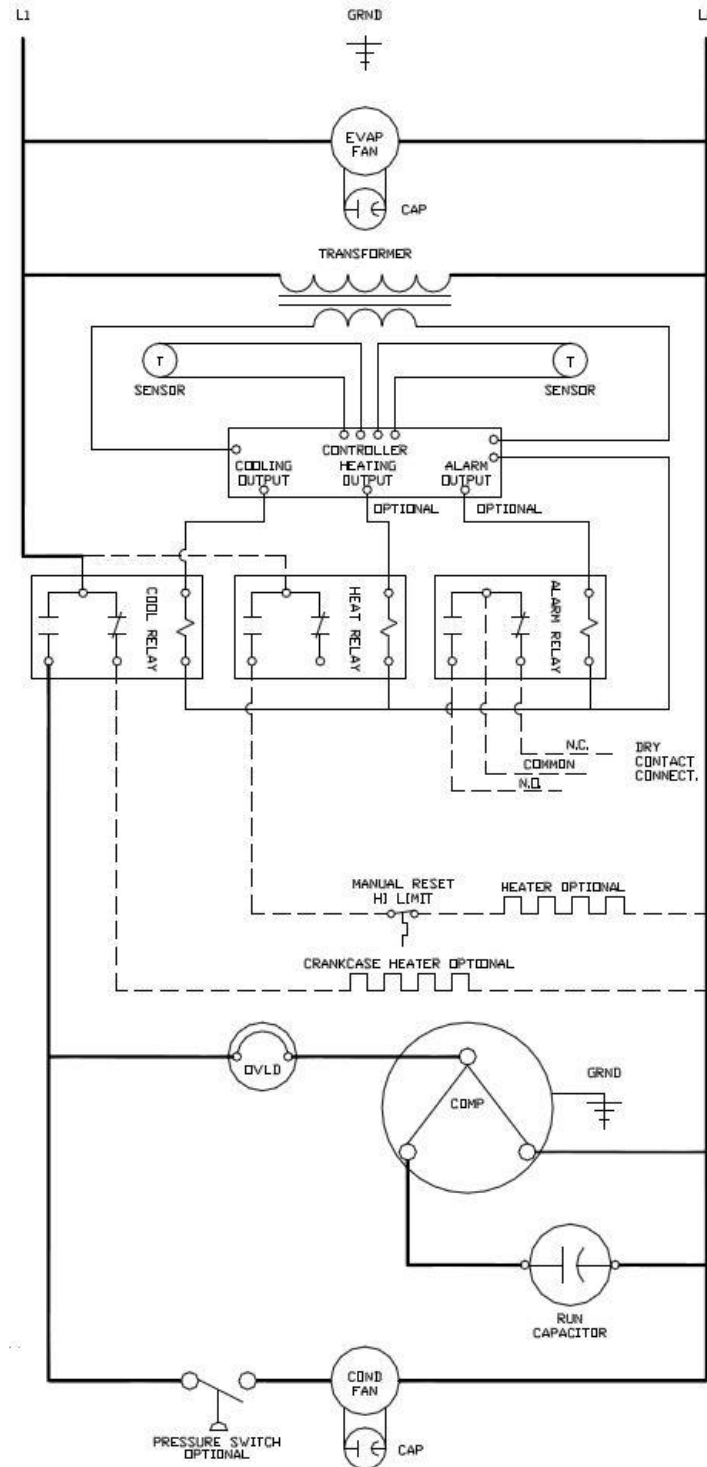 L1
GRND
L
EVAP
FAN
CAP
TRANSFORMER
T
SENSOR
T
SENSOR
CONTROLLER
COOLING
OUTPUT
HEATING
OUTPUT
ALARM
OUTPUT
OPTIONAL
OPTIONAL
COOL RELAY
HEAT RELAY
ALARM RELAY
N.C.
COMMON
N.O.
DRY
CONTACT
CONNECT.
MANUAL RESET
HI LIMIT
HEATER OPTIONAL
CRANKCASE HEATER OPTIONAL
OVLD
COMP
GRND
RUN
CAPACITOR
COND
FAN
PRESSURE SWITCH
OPTIONAL
CAP